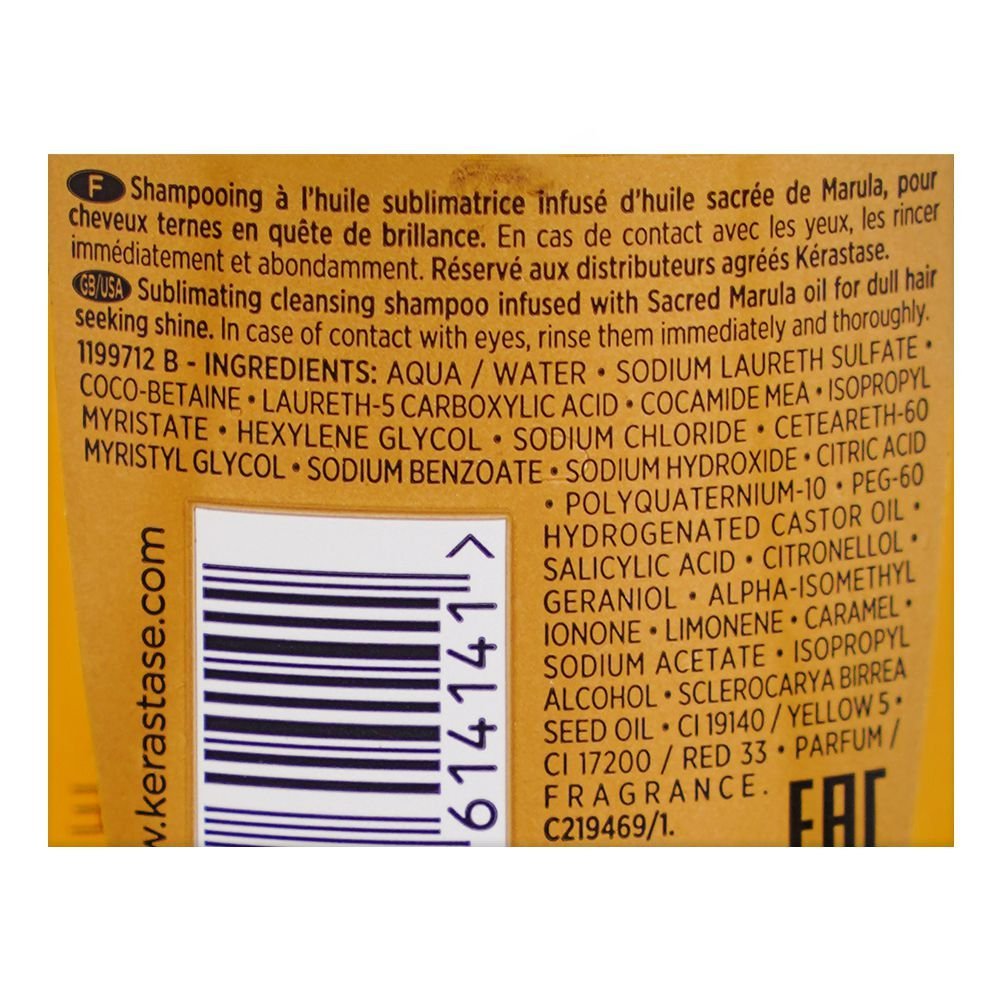 F Shampooing à l'huile sublimatrice infusé d'huile sacrée de Marula, pour
cheveux ternes en quête de brillance. En cas de contact avec les yeux, les rincer
immédiatement et abondamment. Réservé aux distributeurs agréés Kérastase.
GB/USA Sublimating cleansing shampoo infused with Sacred Marula oil for dull hair
seeking shine. In case of contact with eyes, rinse them immediately and thoroughly.
1199712 B - INGREDIENTS: AQUA / WATER • SODIUM LAURETH SULFATE •
COCO-BETAINE • LAURETH-5 CARBOXYLIC ACID • COCAMIDE MEA • ISOPROPYL
MYRISTATE • HEXYLENE GLYCOL • SODIUM CHLORIDE • CETEARETH-60
MYRISTYL GLYCOL • SODIUM BENZOATE • SODIUM HYDROXIDE • CITRIC ACID
• POLYQUATERNIUM-10 • PEG-60
HYDROGENATED CASTOR OIL •
SALICYLIC ACID • CITRONELLOL •
GERANIOL • ALPHA-ISOMETHYL
IONONE • LIMONENE • CARAMEL •
SODIUM ACETATE • ISOPROPYL
ALCOHOL • SCLEROCARYA BIRREA
SEED OIL • CI 19140 / YELLOW 5 •
CI 17200 / RED 33 • PARFUM /
FRAGRANCE.
C219469/1.
EAC
w.kerastase.com
614141 >